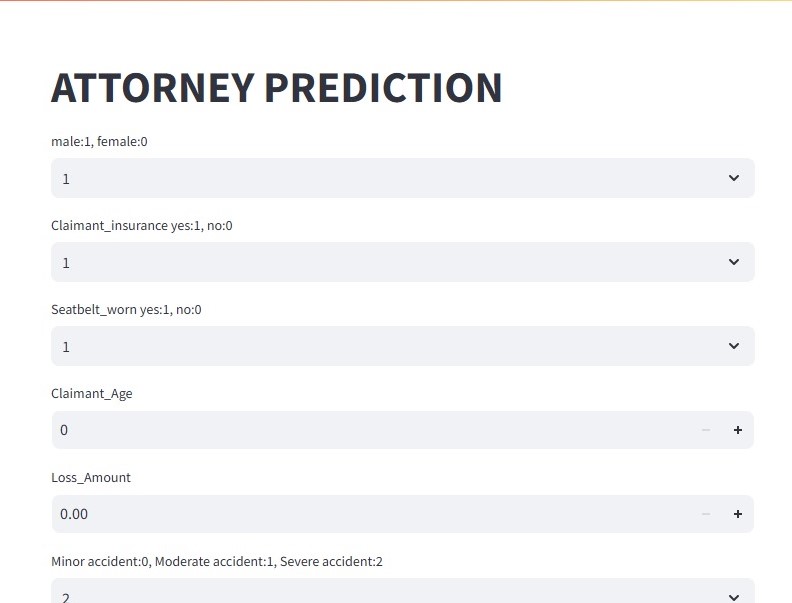 ATTORNEY PREDICTION
male:1, female:0
1
Claimant_insurance yes:1, no:0
1
Seatbelt_worn yes:1, no:0
1
Claimant_Age
0
Loss_Amount
0.00
Minor accident:0, Moderate accident:1, Severe accident:2
2